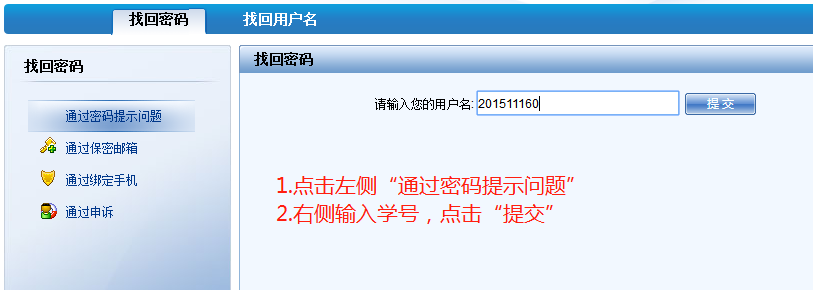 找回密码 找回用户名
找回密码
通过密码提示问题
通过保密邮箱
通过绑定手机
通过申诉
找回密码
请输入您的用户名: 201511160 提交
1.点击左侧“通过密码提示问题”
2.右侧输入学号，点击“提交”